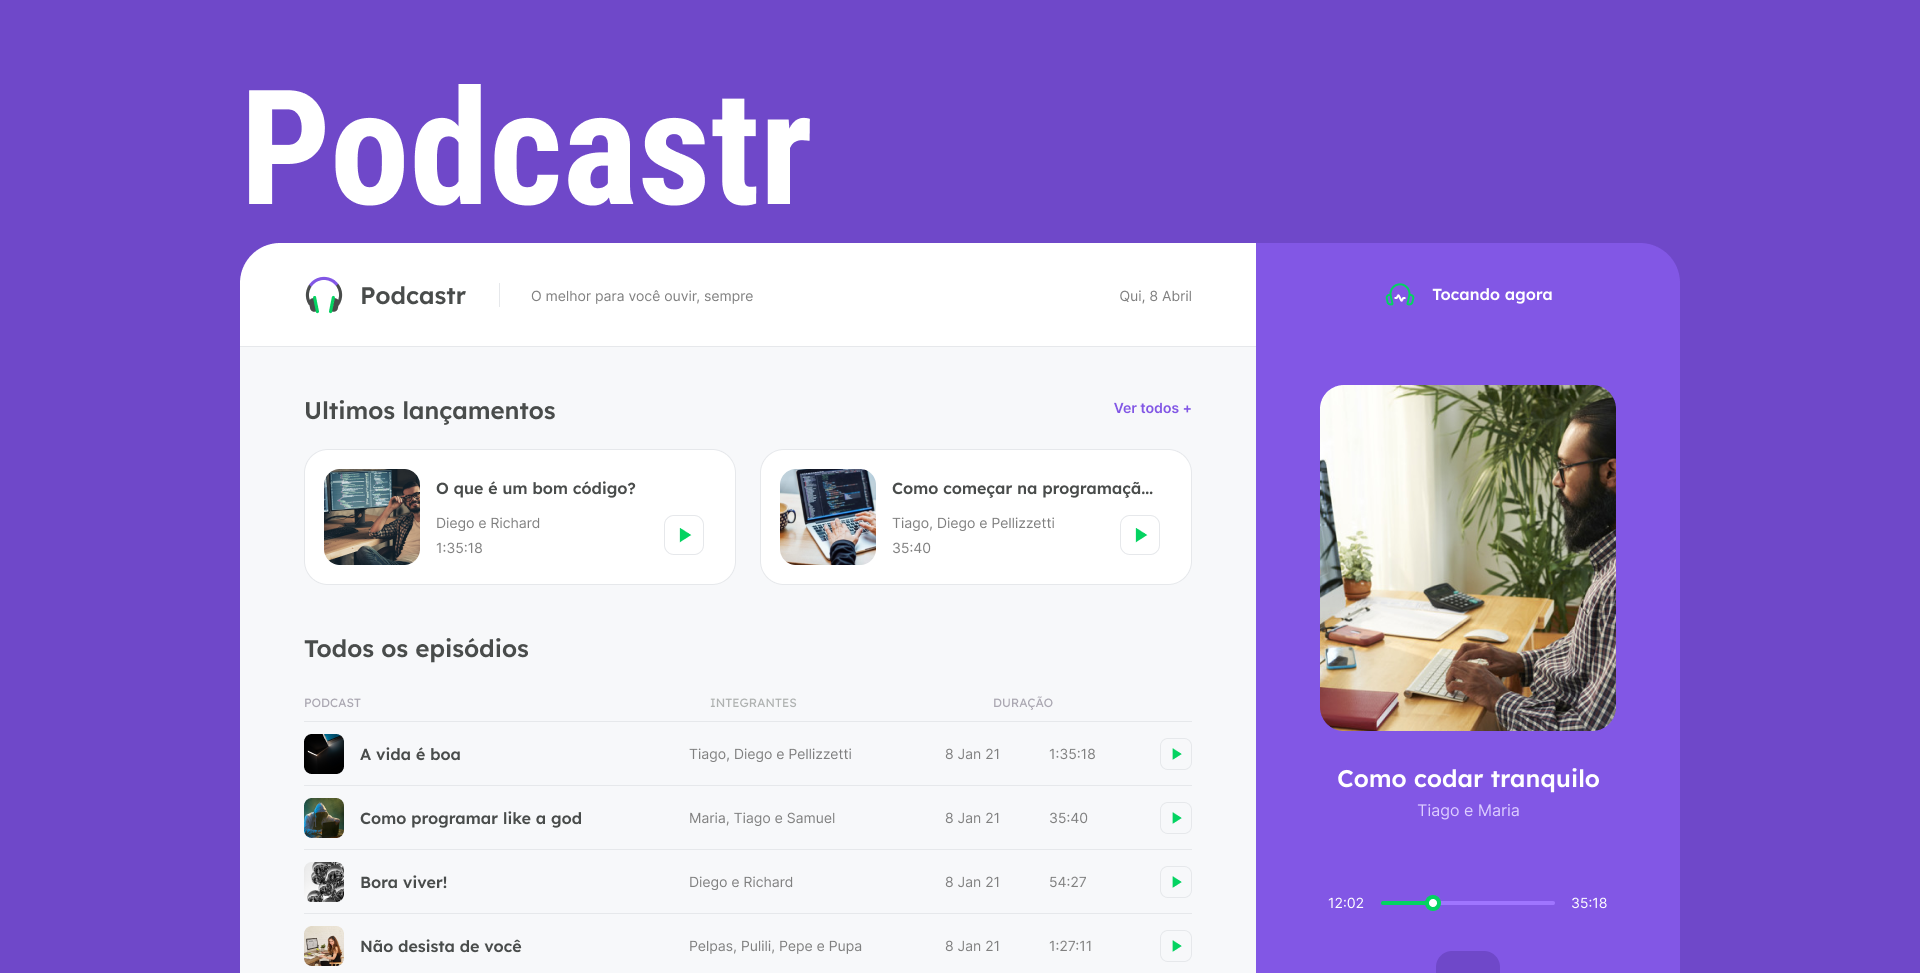 Podcastr
Podcastr
O melhor para você ouvir, sempre
Qui, 8 Abril
Tocando agora
Ultimos lançamentos
Ver todos +
O que é um bom código?
Diego e Richard
1:35:18
Como começar na programaçã...
Tiago, Diego e Pellizzetti
35:40
Todos os episódios
PODCAST INTEGRANTES DURAÇÃO
A vida é boa Tiago, Diego e Pellizzetti 8 Jan 21 1:35:18
Como programar like a god Maria, Tiago e Samuel 8 Jan 21 35:40
Bora viver! Diego e Richard 8 Jan 21 54:27
Não desista de você Pelpas, Pulili, Pepe e Pupa 8 Jan 21 1:27:11
Como codar tranquilo
Tiago e Maria
12:02 35:18